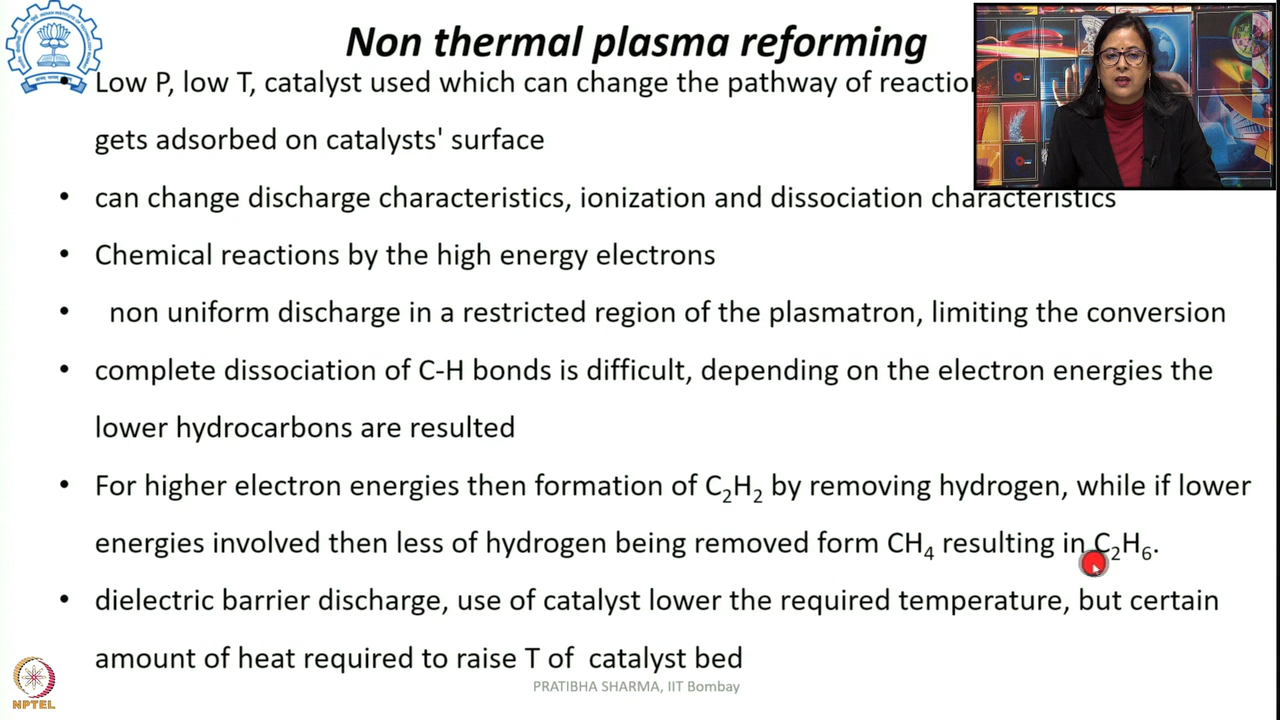 Non thermal plasma reforming
• Low P, low T, catalyst used which can change the pathway of
gets adsorbed on catalysts' surface
• can change discharge characteristics, ionization and dissociation characteristics
• Chemical reactions by the high energy electrons
• non uniform discharge in a restricted region of the plasmatron, limiting the conversion
• complete dissociation of C-H bonds is difficult, depending on the electron energies the
lower hydrocarbons are resulted
• For higher electron energies then formation of C₂H₂ by removing hydrogen, while if lower
energies involved then less of hydrogen being removed form CH₄ resulting in C₂H₆.
• dielectric barrier discharge, use of catalyst lower the required temperature, but certain
amount of heat required to raise T of catalyst bed
PRATIBHA SHARMA, IIT Bombay
NPTEL